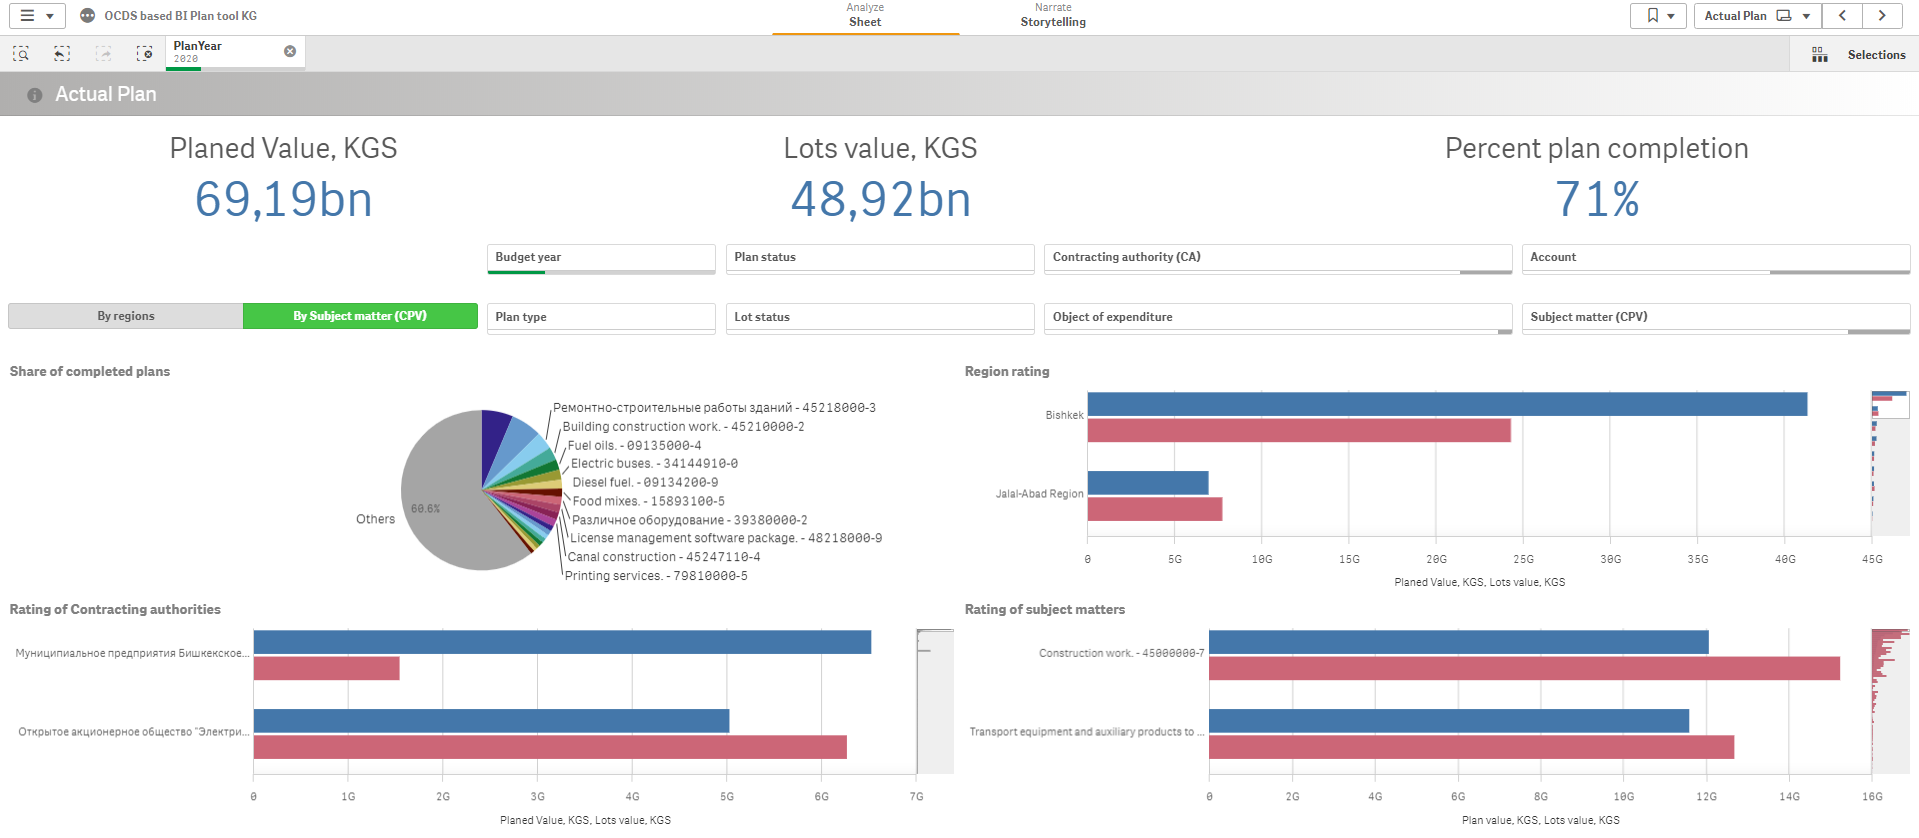 OCDS based BI Plan tool KG
Analyze
Sheet
Narrate
Storytelling
Actual Plan
PlanYear
2020
Selections
Actual Plan
Planed Value, KGS
69,19bn
Lots value, KGS
48,92bn
Percent plan completion
71%
Budget year
Plan status
Contracting authority (CA)
Account
By regions
By Subject matter (CPV)
Plan type
Lot status
Object of expenditure
Subject matter (CPV)
Share of completed plans
Ремонтно-строительные работы зданий - 45218000-3
Building construction work. - 45210000-2
Fuel oils. - 09135000-4
Electric buses. - 34144910-0
Diesel fuel. - 09134200-9
Food mixes. - 15893100-5
Различное оборудование - 39380000-2
License management software package. - 48218000-9
Canal construction - 45247110-4
Printing services. - 79810000-5
Others
60.6%
Region rating
Bishkek
Jalal-Abad Region
0 5G 10G 15G 20G 25G 30G 35G 40G 45G
Planed Value, KGS, Lots value, KGS
Rating of Contracting authorities
Муниципиальное предприятия Бишкекское...
Открытое акционерное общество "Электри...
0 1G 2G 3G 4G 5G 6G 7G
Planed Value, KGS, Lots value, KGS
Rating of subject matters
Construction work. - 45000000-7
Transport equipment and auxiliary products to ...
0 2G 4G 6G 8G 10G 12G 14G 16G
Plan value, KGS, Lots value, KGS